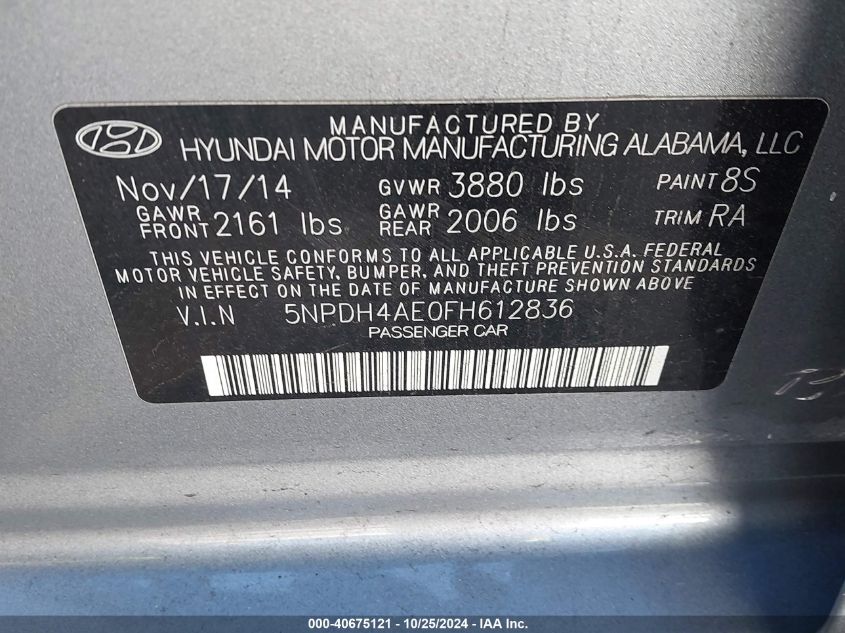 MANUFACTURED BY
HYUNDAI MOTOR MANUFACTURING ALABAMA, LLC
Nov/17/14 GVWR 3880 lbs PAINT 8S
GAWR FRONT 2161 lbs GAWR REAR 2006 lbs TRIM RA
THIS VEHICLE CONFORMS TO ALL APPLICABLE U.S.A. FEDERAL
MOTOR VEHICLE SAFETY, BUMPER, AND THEFT PREVENTION STANDARDS
IN EFFECT ON THE DATE OF MANUFACTURE SHOWN ABOVE
V.I.N 5NPDH4AE0FH612836
PASSENGER CAR
000-40675121 - 10/25/2024 - IAA Inc.